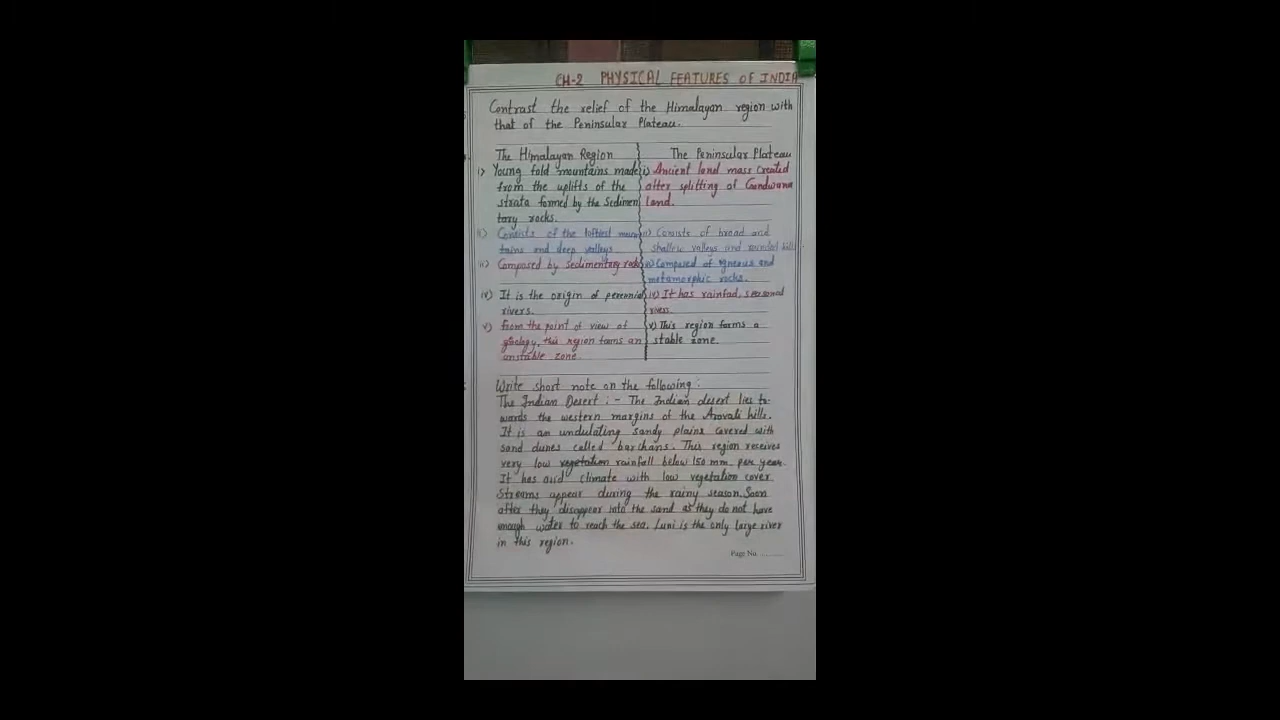 CH-2 PHYSICAL FEATURES OF INDIA
Contrast the relief of the Himalayan region with
that of the Peninsular Plateau.
The Himalayan Region
i) Young fold mountains made
from the uplifts of the
strata formed by the Sedimen
tary rocks.
ii) Consists of the loftiest moun
tains and deep valleys
iii) Composed by sedimentary rocks
iv) It is the origin of perennial
rivers.
v) From the point of view of
geology, this region forms an
unstable zone.
The Peninsular Plateau
i) Ancient land mass created
after splitting of Gondwana
land.
ii) Consists of broad and
shallow valleys and rounded hills.
iii) Composed of igneous and
metamorphic rocks.
iv) It has rainfad, seasonal
rivers.
v) This region forms a
stable zone.
Write short note on the following :
The Indian Desert : - The Indian desert lies to-
wards the western margins of the Aravali hills.
It is an undulating sandy plains covered with
sand dunes called barchans. This region receives
very low vegetation rainfall below 150 mm. per year.
It has arid climate with low vegetation cover
Streams appear during the rainy season. Soon
after they disappear into the sand as they do not have
enough water to reach the sea. Luni is the only large river
in this region.
Page No. ..........